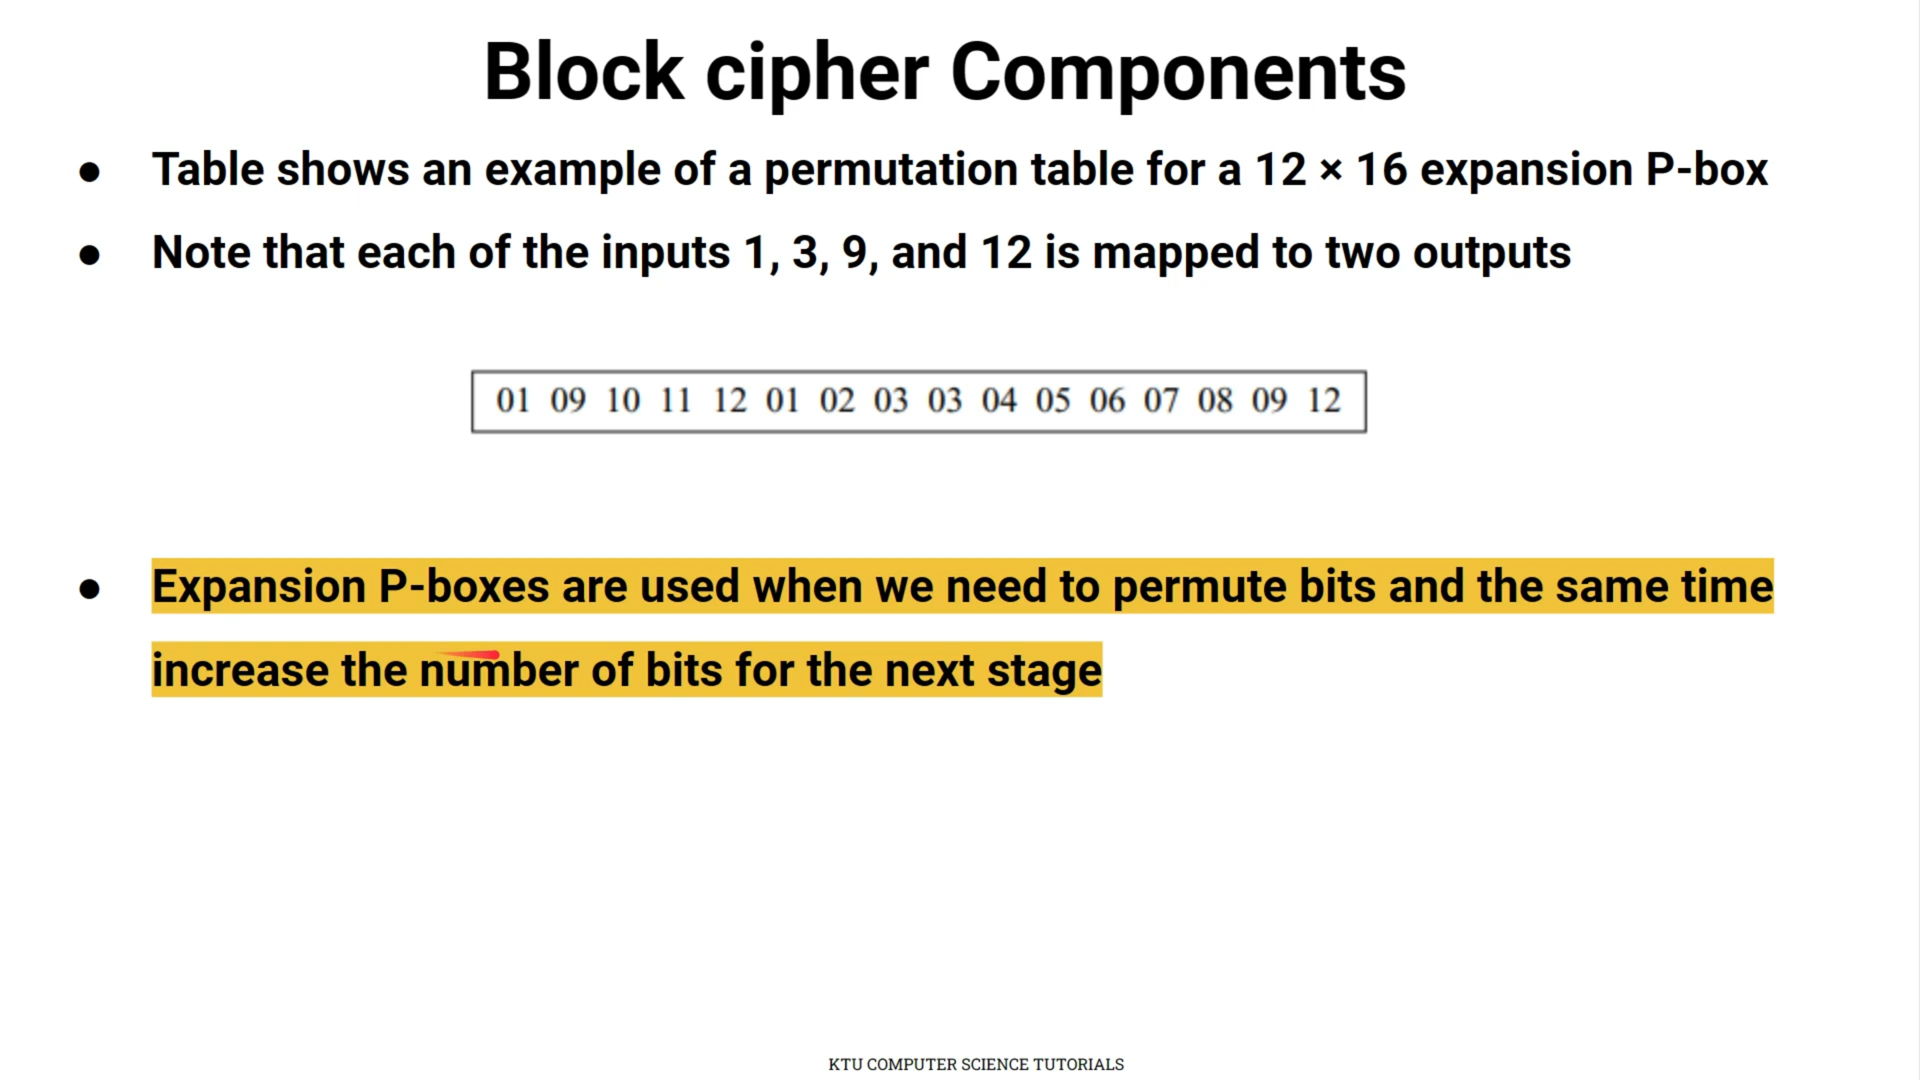 Block cipher Components
● Table shows an example of a permutation table for a 12 × 16 expansion P-box
● Note that each of the inputs 1, 3, 9, and 12 is mapped to two outputs
01 09 10 11 12 01 02 03 03 04 05 06 07 08 09 12
● Expansion P-boxes are used when we need to permute bits and the same time
increase the number of bits for the next stage
KTU COMPUTER SCIENCE TUTORIALS